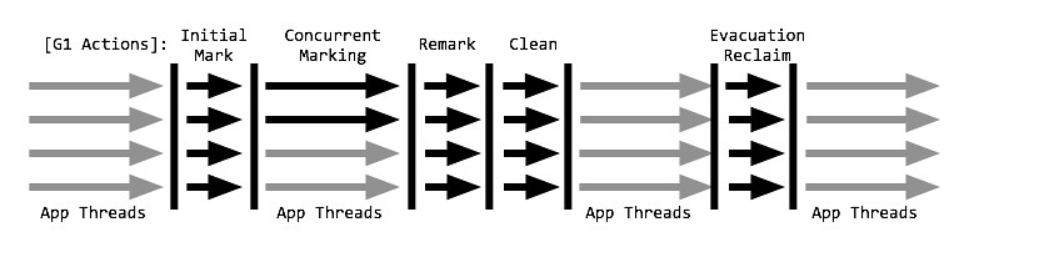 [G1 Actions]:
Initial
Mark
Concurrent
Marking
Remark
Clean
Evacuation
Reclaim
App Threads
App Threads
App Threads
App Threads